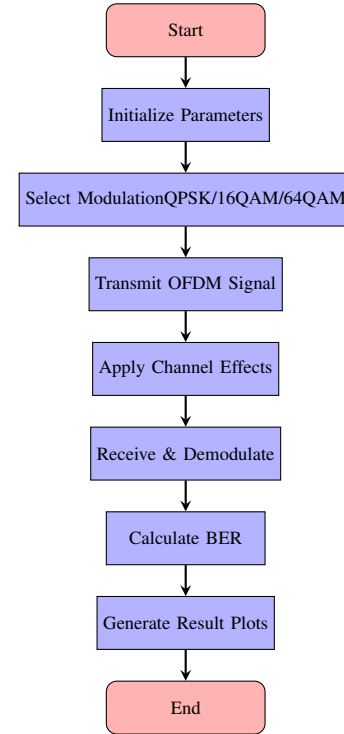 Start
Initialize Parameters
Select ModulationQPSK/16QAM/64QAM
Transmit OFDM Signal
Apply Channel Effects
Receive & Demodulate
Calculate BER
Generate Result Plots
End